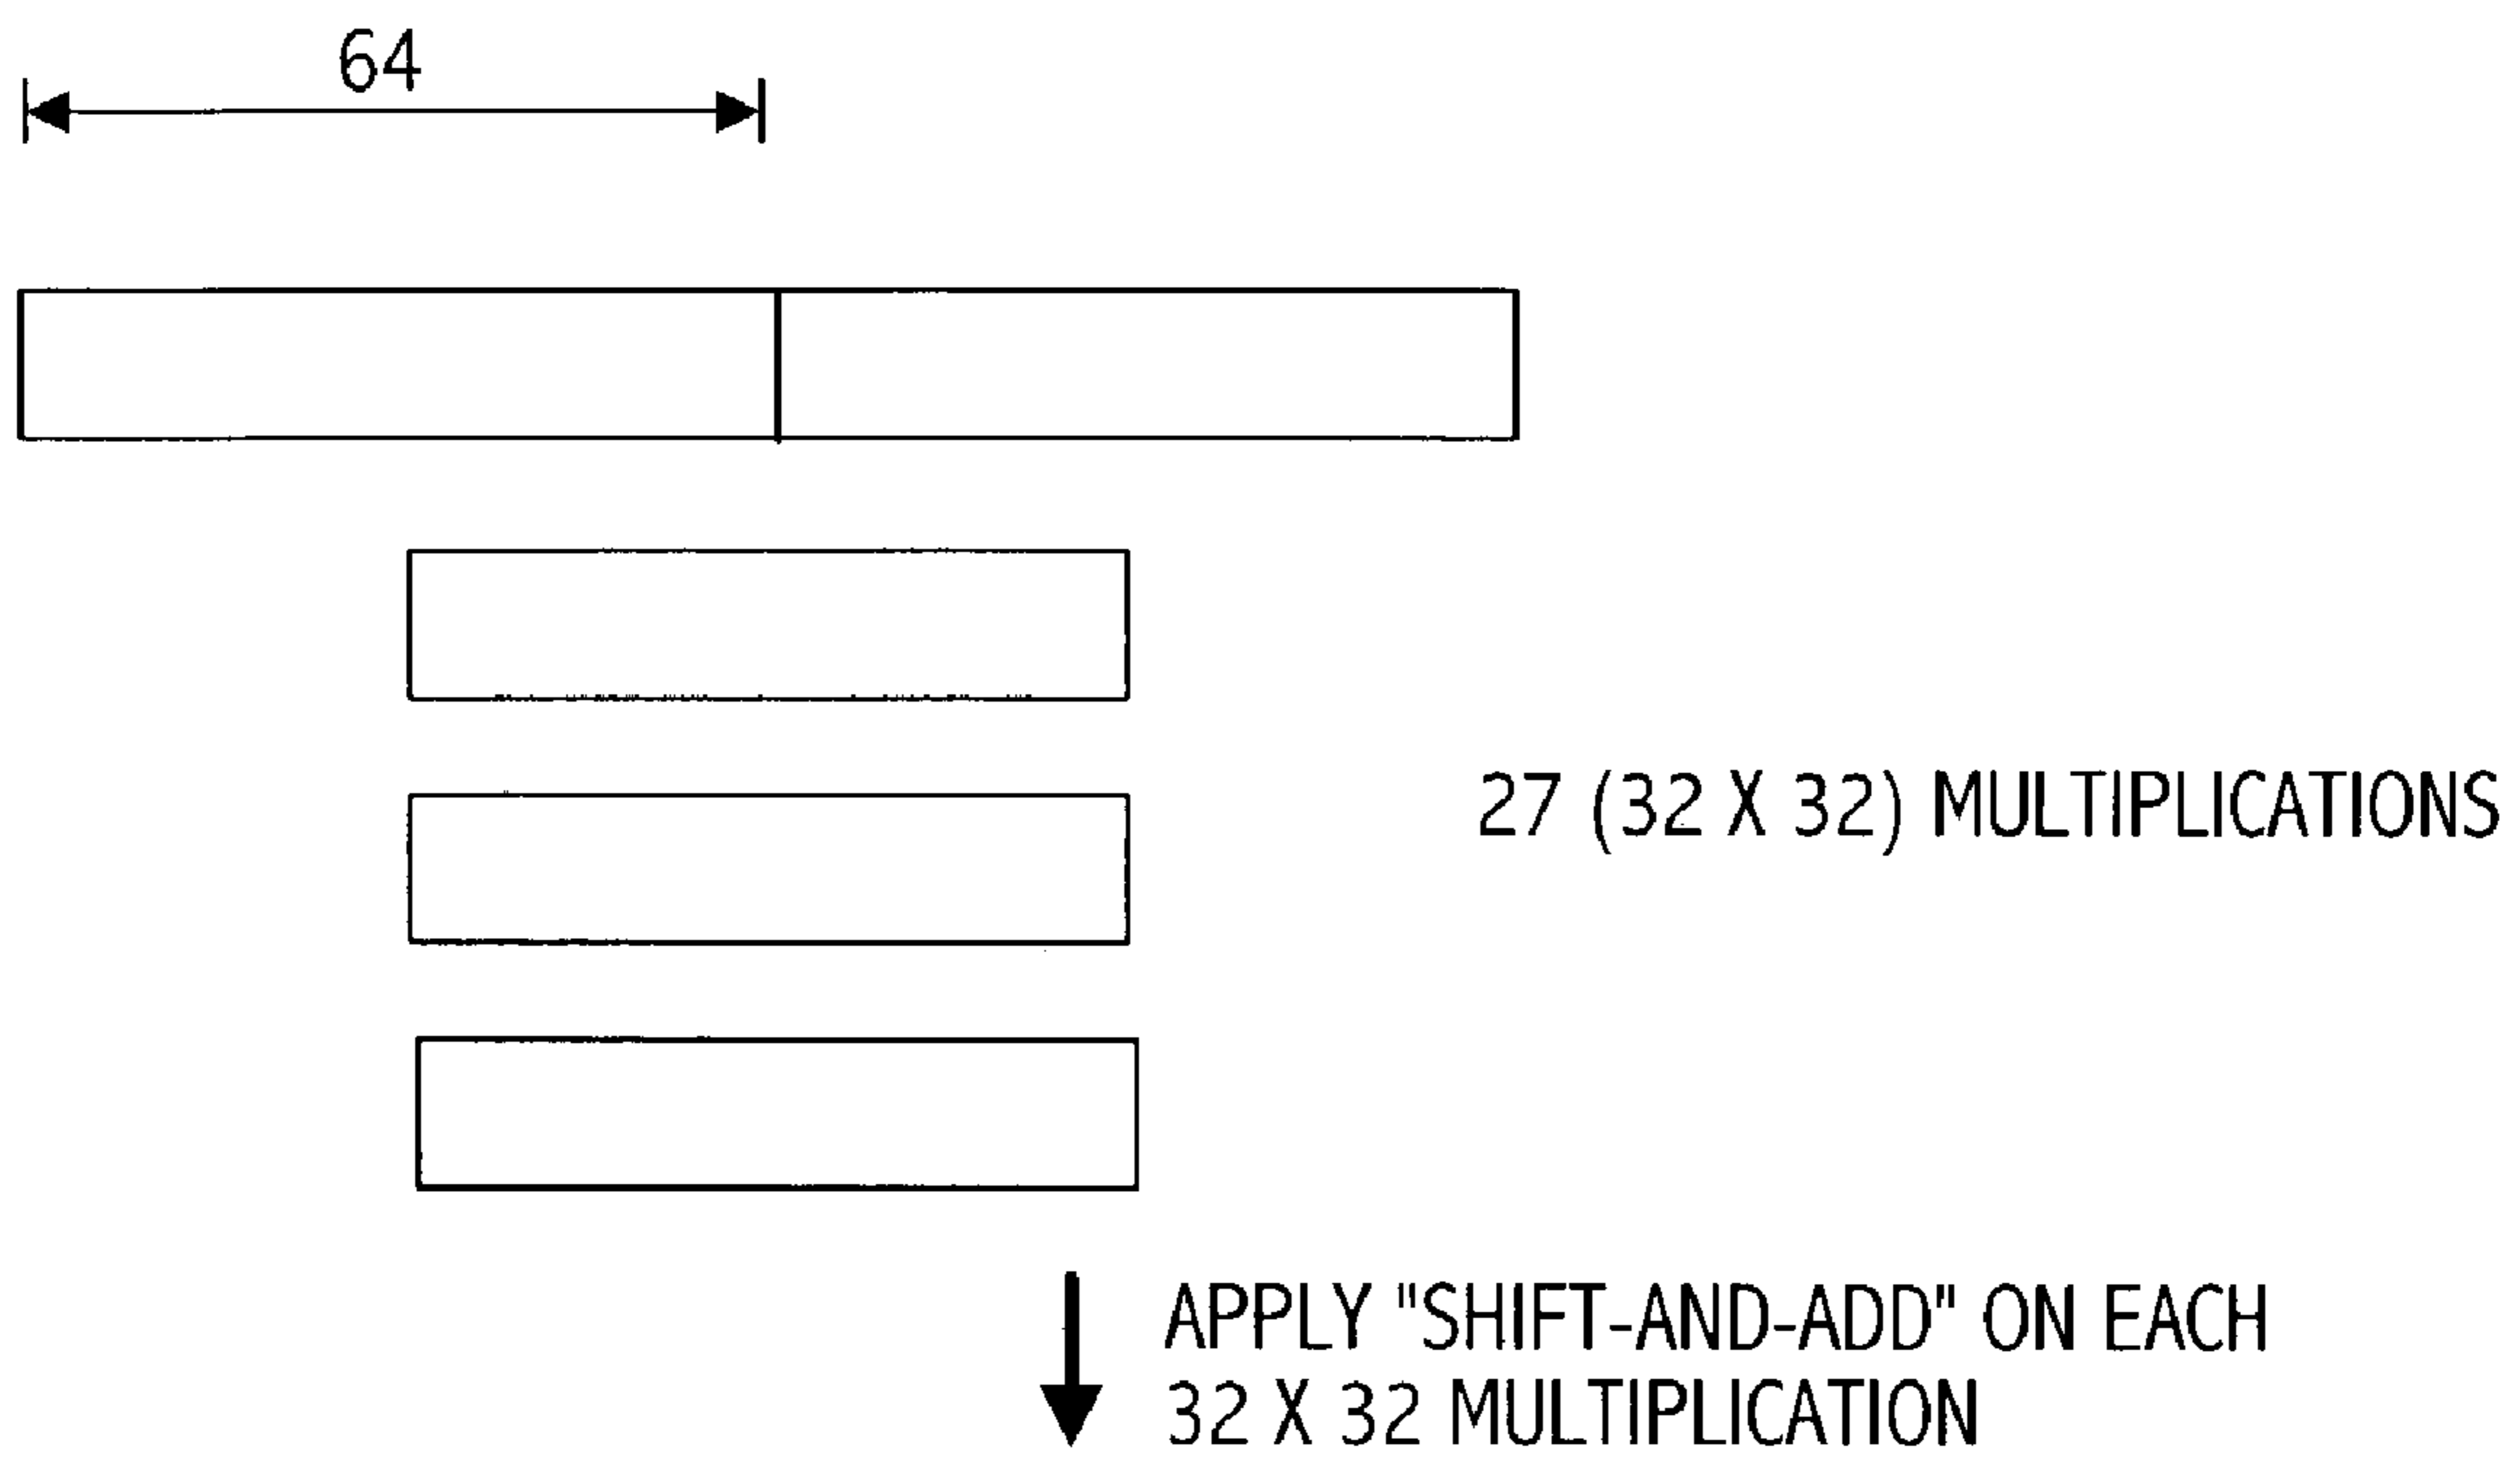 64
27 (32 X 32) MULTIPLICATIONS
APPLY "SHIFT-AND-ADD" ON EACH
32 X 32 MULTIPLICATION